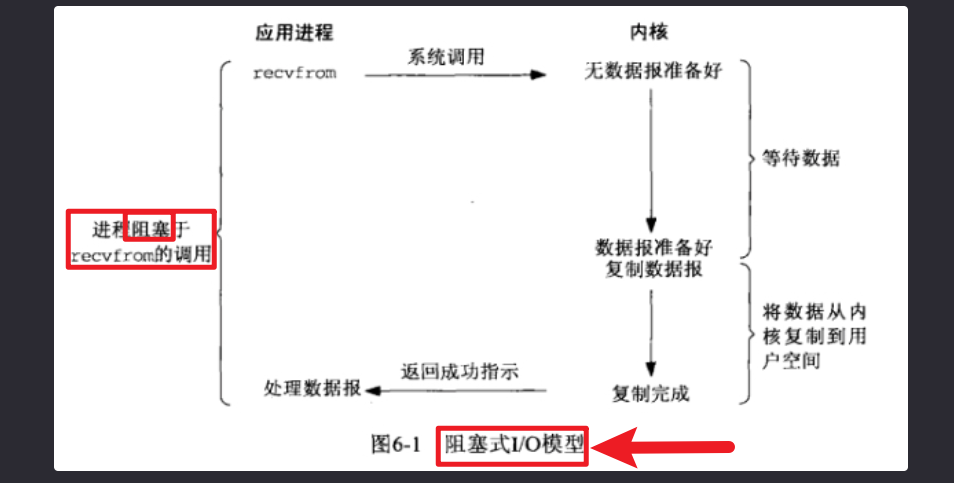 应用进程
内核
系统调用
recvfrom
无数据报准备好
等待数据
进程阻塞于
recvfrom的调用
数据报准备好
复制数据报
将数据从内
核复制到用
户空间
返回成功指示
处理数据报
复制完成
图6-1 阻塞式I/O模型